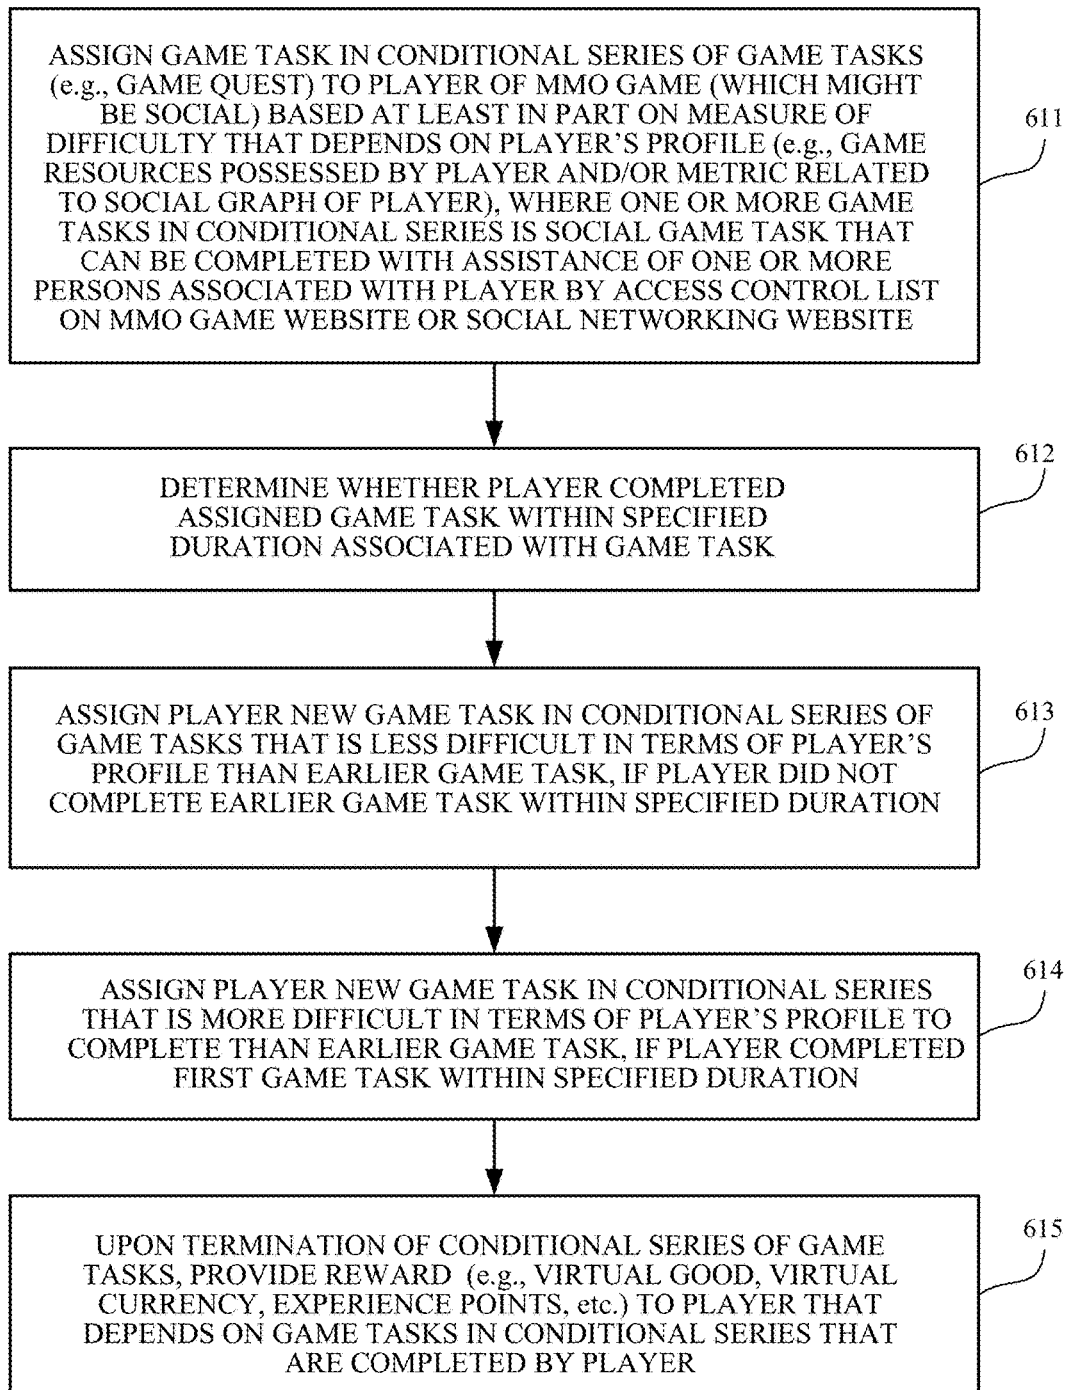 ASSIGN GAME TASK IN CONDITIONAL SERIES OF GAME TASKS
(e.g., GAME QUEST) TO PLAYER OF MMO GAME (WHICH MIGHT
BE SOCIAL) BASED AT LEAST IN PART ON MEASURE OF
DIFFICULTY THAT DEPENDS ON PLAYER'S PROFILE (e.g., GAME
RESOURCES POSSESSED BY PLAYER AND/OR METRIC RELATED
TO SOCIAL GRAPH OF PLAYER), WHERE ONE OR MORE GAME
TASKS IN CONDITIONAL SERIES IS SOCIAL GAME TASK THAT
CAN BE COMPLETED WITH ASSISTANCE OF ONE OR MORE
PERSONS ASSOCIATED WITH PLAYER BY ACCESS CONTROL LIST
ON MMO GAME WEBSITE OR SOCIAL NETWORKING WEBSITE
611
DETERMINE WHETHER PLAYER COMPLETED
ASSIGNED GAME TASK WITHIN SPECIFIED
DURATION ASSOCIATED WITH GAME TASK
612
ASSIGN PLAYER NEW GAME TASK IN CONDITIONAL SERIES OF
GAME TASKS THAT IS LESS DIFFICULT IN TERMS OF PLAYER'S
PROFILE THAN EARLIER GAME TASK, IF PLAYER DID NOT
COMPLETE EARLIER GAME TASK WITHIN SPECIFIED DURATION
613
ASSIGN PLAYER NEW GAME TASK IN CONDITIONAL SERIES
THAT IS MORE DIFFICULT IN TERMS OF PLAYER'S PROFILE TO
COMPLETE THAN EARLIER GAME TASK, IF PLAYER COMPLETED
FIRST GAME TASK WITHIN SPECIFIED DURATION
614
UPON TERMINATION OF CONDITIONAL SERIES OF GAME
TASKS, PROVIDE REWARD (e.g., VIRTUAL GOOD, VIRTUAL
CURRENCY, EXPERIENCE POINTS, etc.) TO PLAYER THAT
DEPENDS ON GAME TASKS IN CONDITIONAL SERIES THAT
ARE COMPLETED BY PLAYER
615